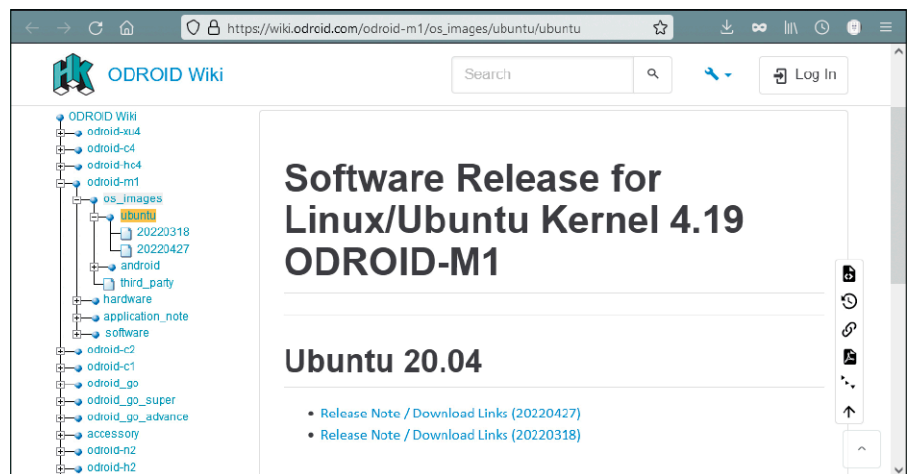 https://wiki.odroid.com/odroid-m1/os_images/ubuntu/ubuntu
HK
ODROID Wiki
Search
Log In
ODROID Wiki
odroid-xu4
odroid-c4
odroid-hc4
odroid-m1
os_images
ubuntu
20220318
20220427
android
third_party
hardware
application_note
software
odroid-c2
odroid-c1
odroid_go
odroid_go_super
odroid_go_advance
accessory
odroid-n2
odroid-h2
Software Release for
Linux/Ubuntu Kernel 4.19
ODROID-M1
Ubuntu 20.04
Release Note / Download Links (20220427)
Release Note / Download Links (20220318)